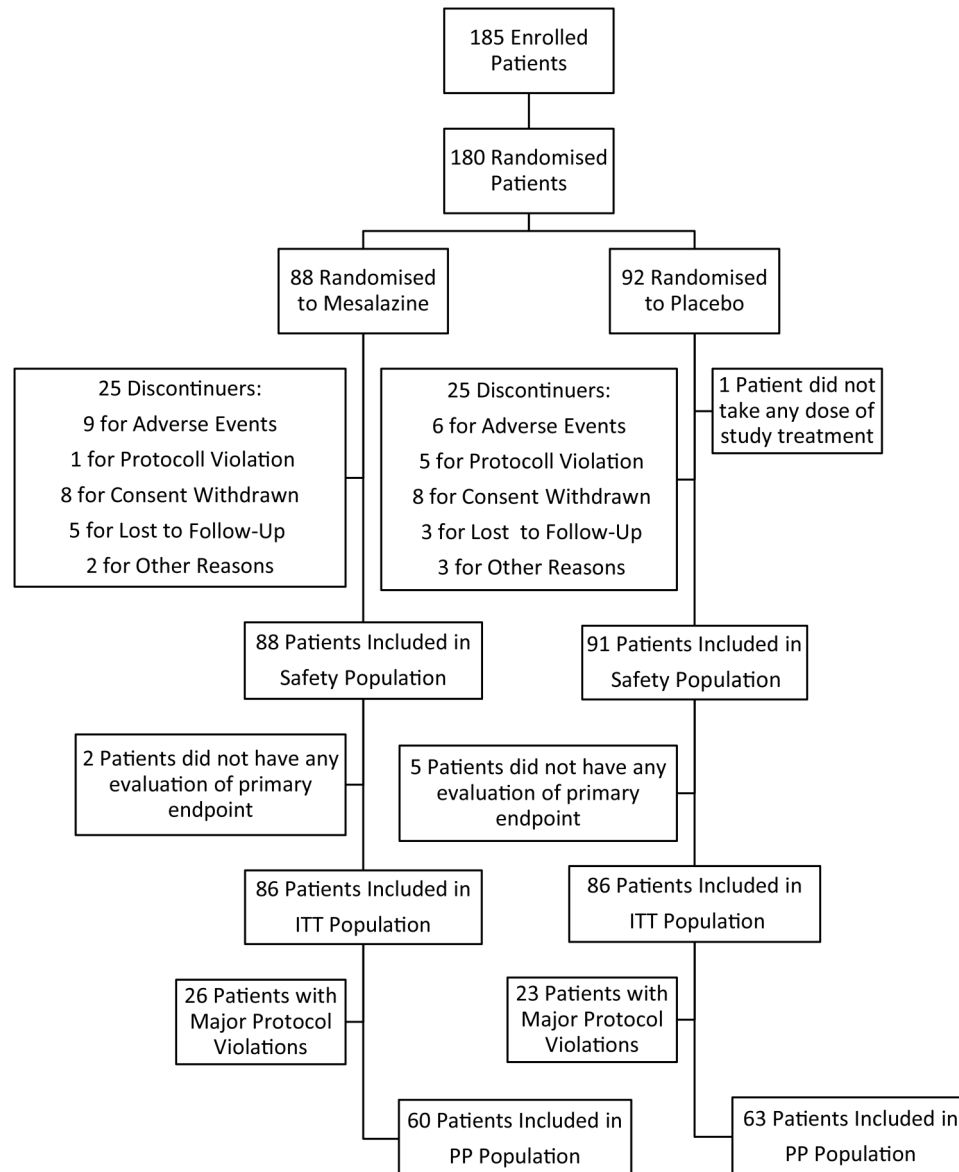 185 Enrolled
Patients
180 Randomised
Patients
88 Randomised
to Mesalazine
92 Randomised
to Placebo
25 Discontinuers:
9 for Adverse Events
1 for Protocoll Violation
8 for Consent Withdrawn
5 for Lost to Follow-Up
2 for Other Reasons
25 Discontinuers:
6 for Adverse Events
5 for Protocoll Violation
8 for Consent Withdrawn
3 for Lost to Follow-Up
3 for Other Reasons
1 Patient did not
take any dose of
study treatment
88 Patients Included in
Safety Population
91 Patients Included in
Safety Population
2 Patients did not have any
evaluation of primary
endpoint
5 Patients did not have any
evaluation of primary
endpoint
86 Patients Included in
ITT Population
86 Patients Included in
ITT Population
26 Patients with
Major Protocol
Violations
23 Patients with
Major Protocol
Violations
60 Patients Included in
PP Population
63 Patients Included in
PP Population